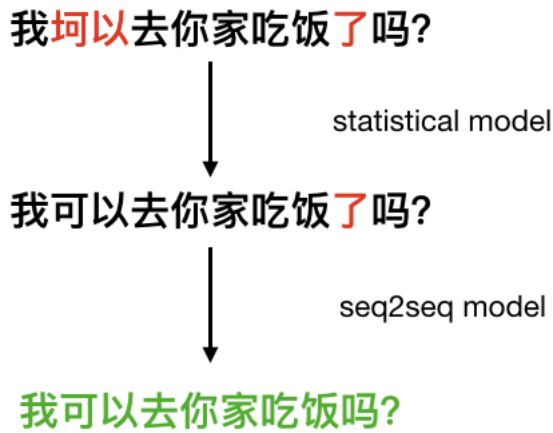 我坷以去你家吃饭了吗?
statistical model
我可以去你家吃饭了吗?
seq2seq model
我可以去你家吃饭吗?